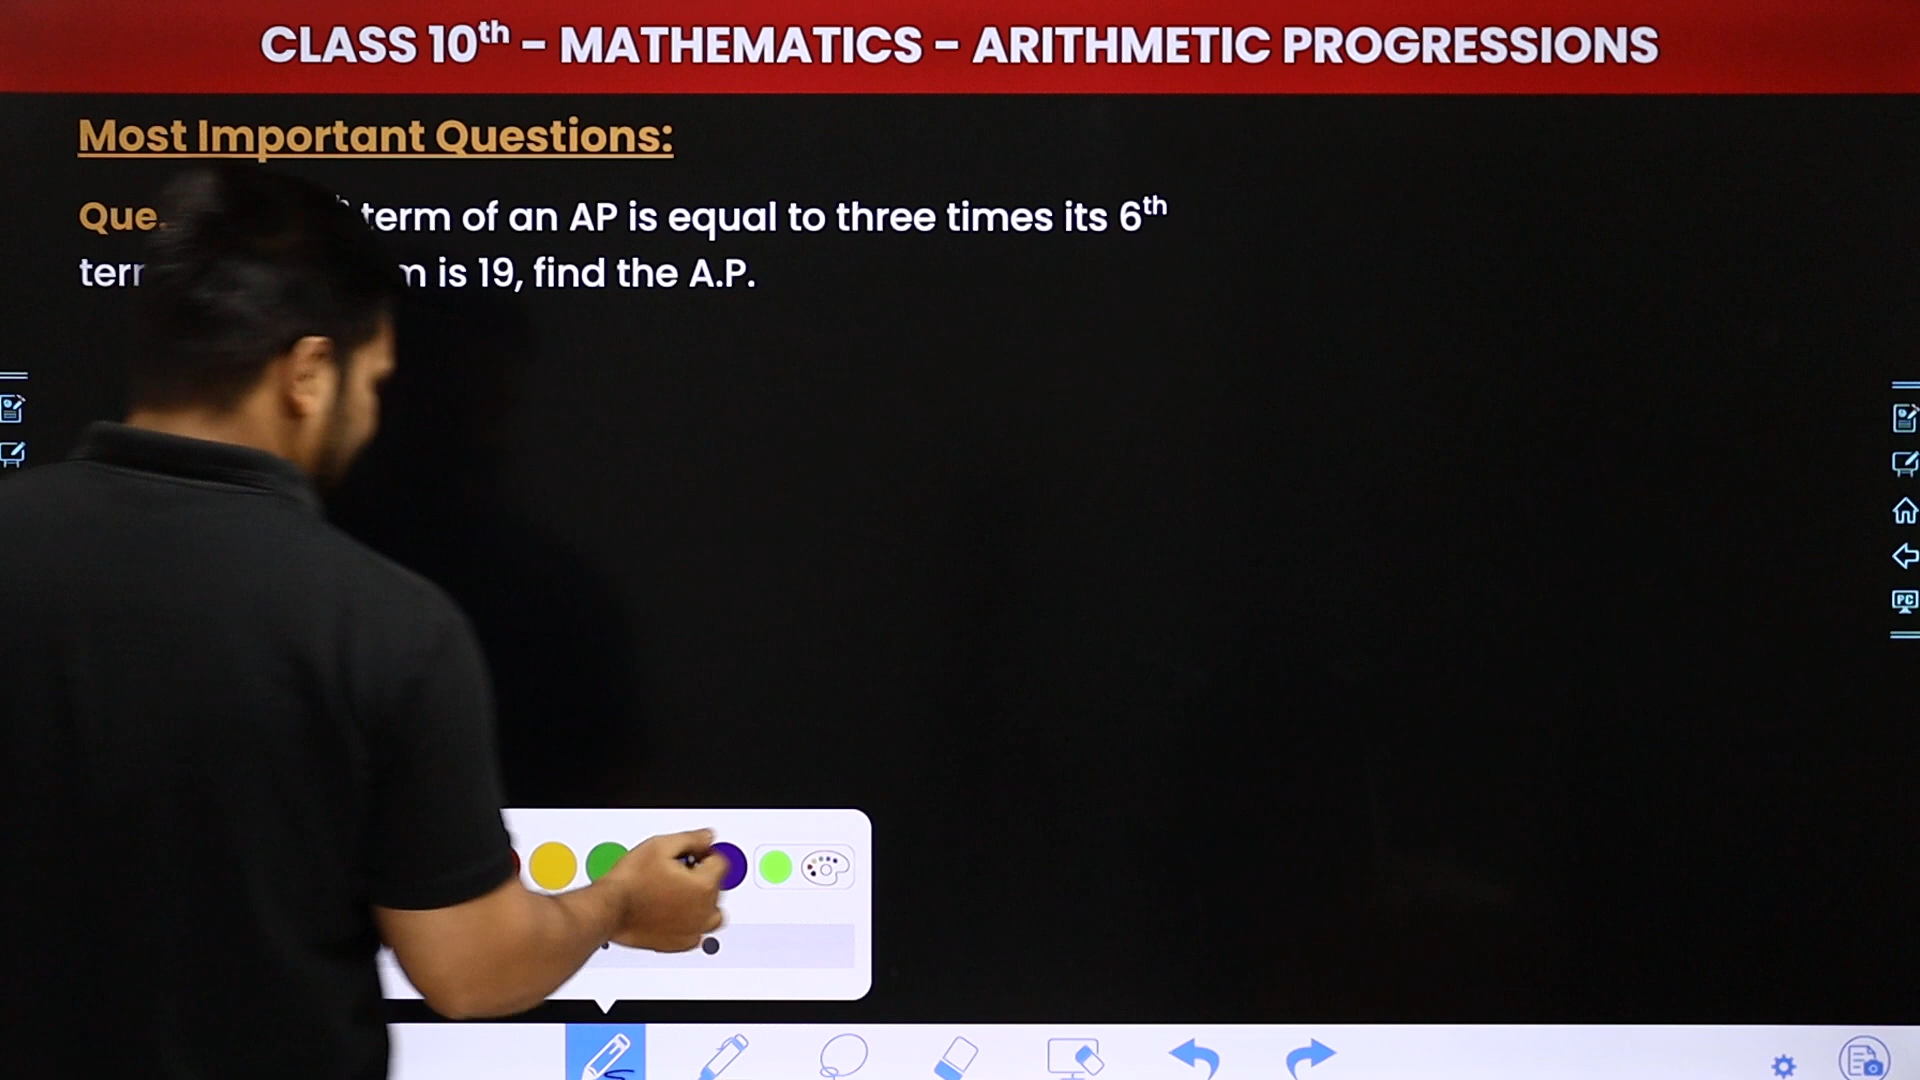 CLASS 10th - MATHEMATICS - ARITHMETIC PROGRESSIONS
Most Important Questions:
Que. term of an AP is equal to three times its 6th
is 19, find the A.P.
PC